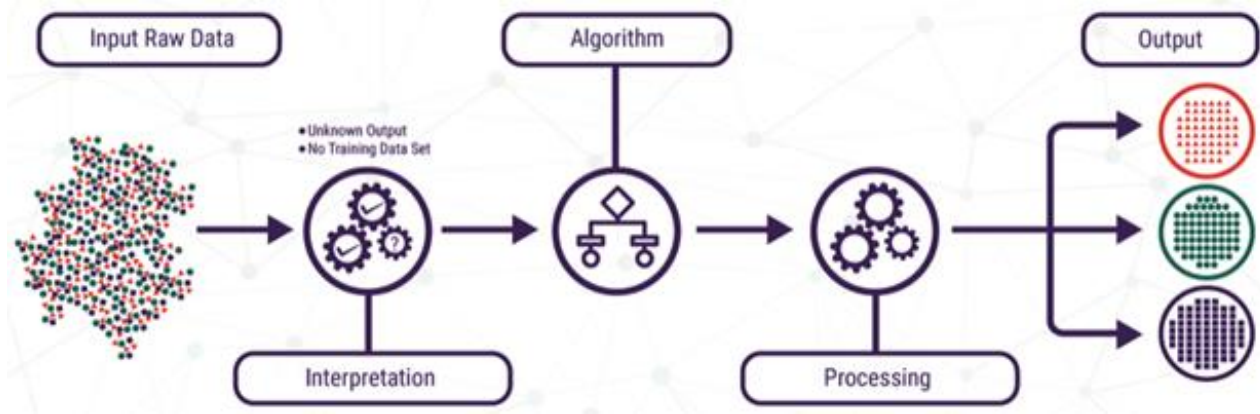 Input Raw Data
Algorithm
Output
● Unknown Output
● No Training Data Set
?
Interpretation
Processing